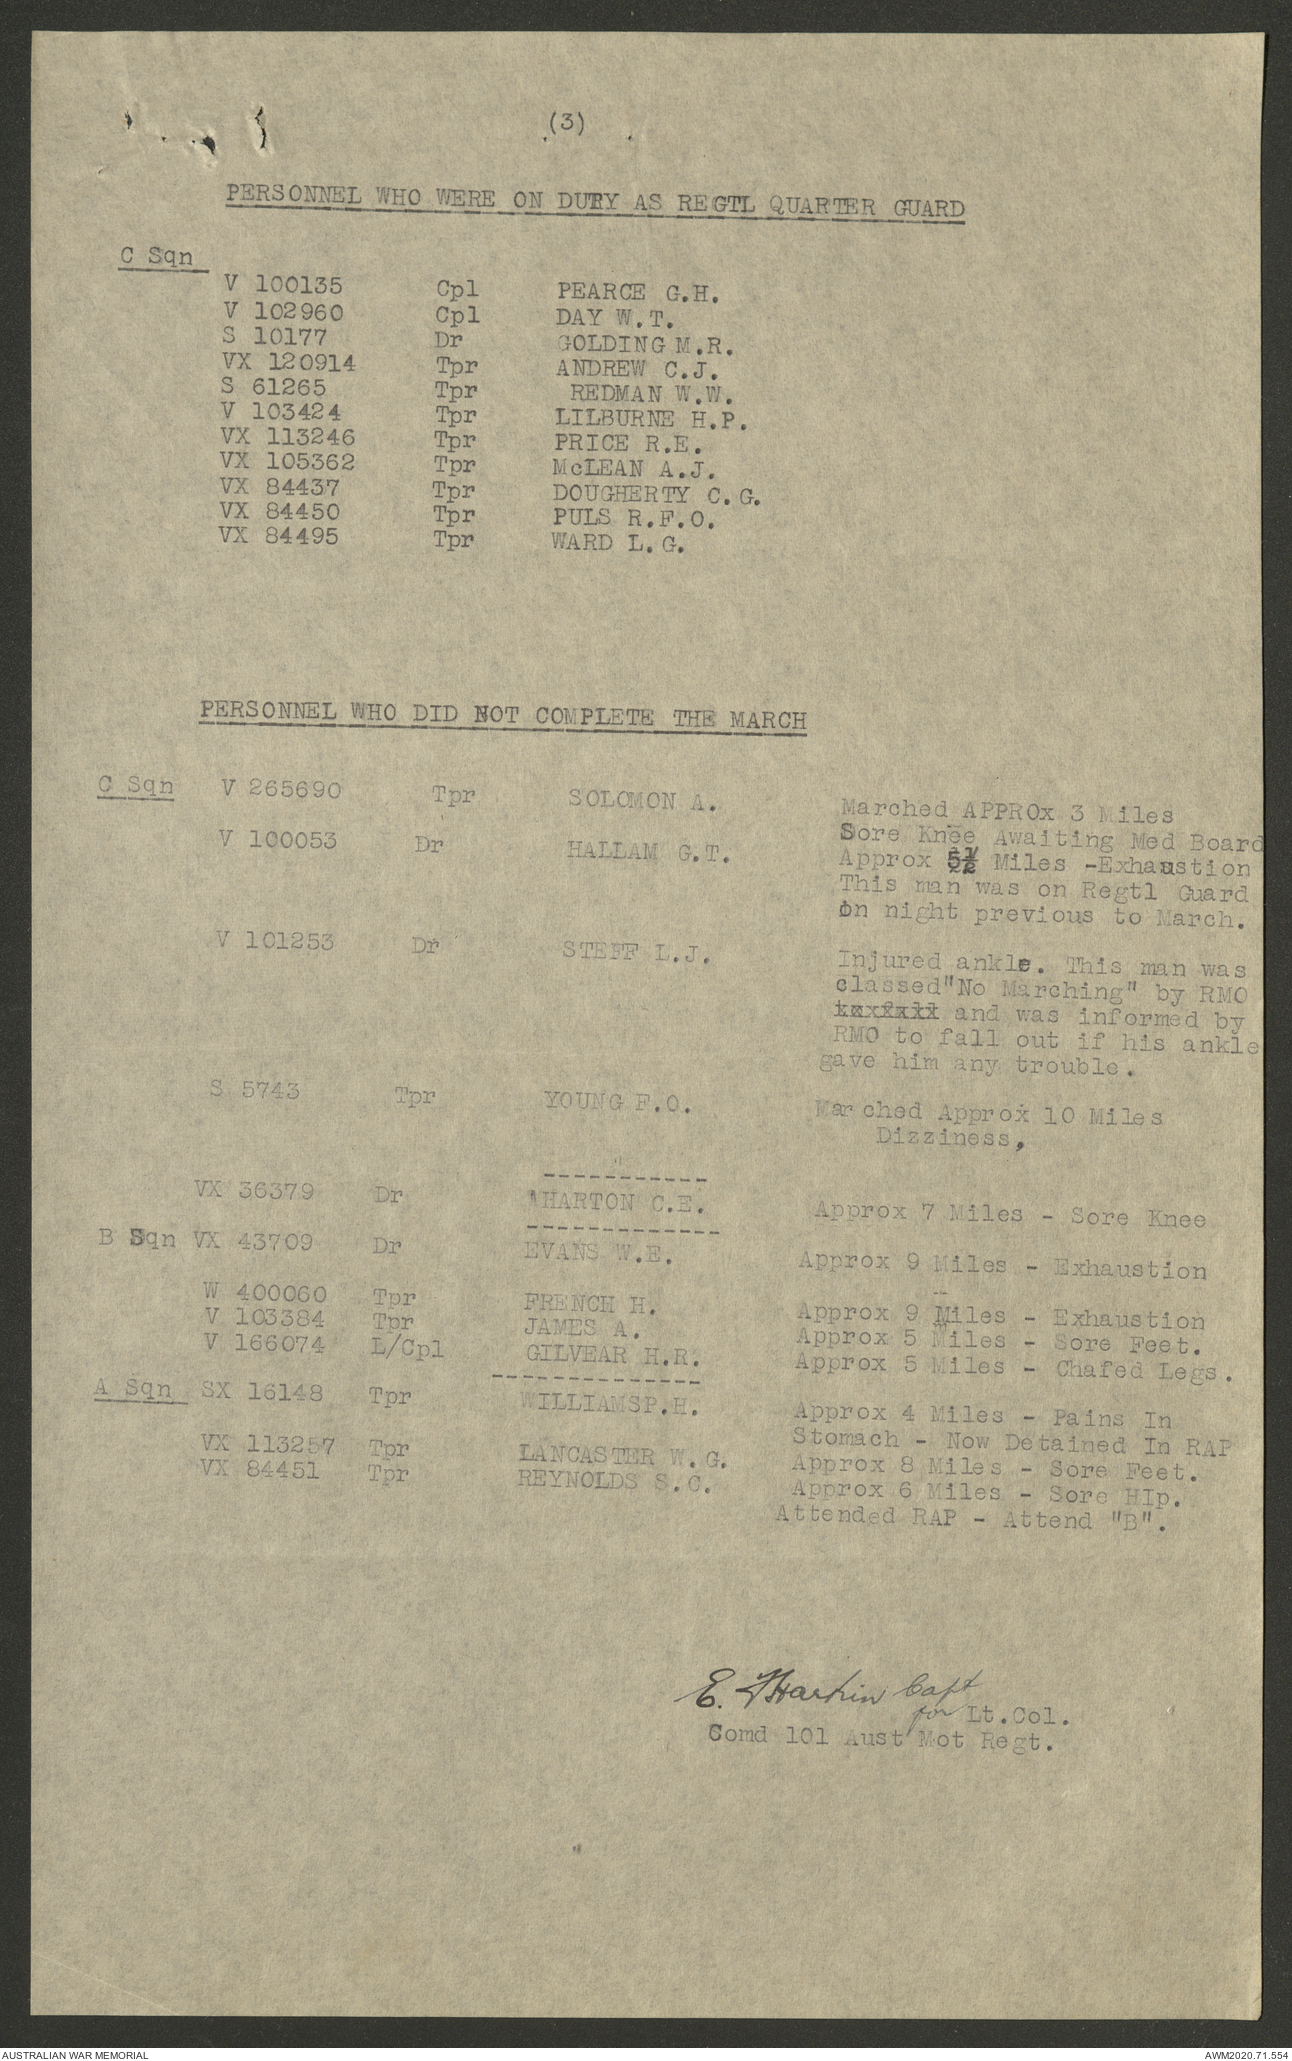 (3)
PERSONNEL WHO WERE ON DUTY AS REGTL QUARTER GUARD
C Sqn
V 100135 Cpl PEARCE G.H.
V 102960 Cpl DAY W.T.
S 10177 Dr GOLDING M.R.
VX 120914 Tpr ANDREW C.J.
S 61265 Tpr REDMAN W.W.
V 103424 Tpr LILBURNE H.P.
VX 113246 Tpr PRICE R.E.
VX 105362 Tpr McLEAN A.J.
VX 84437 Tpr DOUGHERTY C.G.
VX 84450 Tpr PULS R.F.O.
VX 84495 Tpr WARD L.G.
PERSONNEL WHO DID NOT COMPLETE THE MARCH
C Sqn V 265690 Tpr SOLOMON A. Marched APPROx 3 Miles
Sore Knee Awaiting Med Board
V 100053 Dr HALLAM G.T. Approx 5½ Miles -Exhaustion
This man was on Regtl Guard
On night previous to March.
V 101253 Dr STEFF L.J. Injured ankle. This man was
classed"No Marching" by RMO
and was informed by
RMO to fall out if his ankle
gave him any trouble.
S 5743 Tpr YOUNG F.O. Marched Approx 10 Miles
Dizziness,
-----------
VX 36379 Dr WHARTON C.E. Approx 7 Miles - Sore Knee
-------------
B Sqn VX 43709 Dr EVANS W.E. Approx 9 Miles - Exhaustion
W 400060 Tpr FRENCH H. Approx 9 Miles - Exhaustion
V 103384 Tpr JAMES A. Approx 5 Miles - Sore Feet.
V 166074 L/Cpl GILVEAR H.R. Approx 5 Miles - Chafed Legs.
--------------
A Sqn SX 16148 Tpr WILLIAMSP.H. Approx 4 Miles - Pains In
Stomach - Now Detained In RAP
VX 113257 Tpr LANCASTER W.G. Approx 8 Miles - Sore Feet.
VX 84451 Tpr REYNOLDS S.C. Approx 6 Miles - Sore HIp.
Attended RAP - Attend "B".
E. Harkin Capt
for Lt.Col.
Comd 101 Aust Mot Regt.
AUSTRALIAN WAR MEMORIAL
AWM2020.71.554